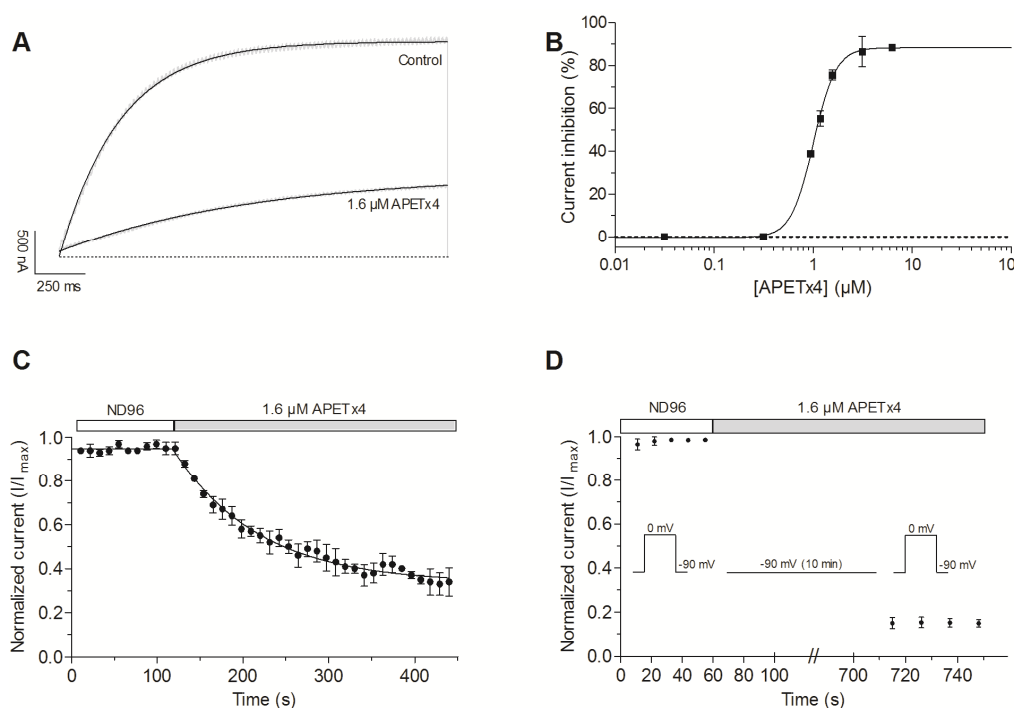 A
Control
1.6 µM APETx4
500 nA
250 ms
B
Current inhibition (%)
100
80
60
40
20
0
0.01 0.1 1 10 100
[APETx4] (µM)
C
ND96 1.6 µM APETx4
Normalized current (I/Imax)
1.0
0.8
0.6
0.4
0.2
0.0
0 100 200 300 400
Time (s)
D
ND96 1.6 µM APETx4
Normalized current (I/Imax)
1.0
0.8
0.6
0.4
0.2
0.0
0 mV 0 mV
-90 mV -90 mV (10 min) -90 mV
0 20 40 60 80 100 // 700 720 740
Time (s)